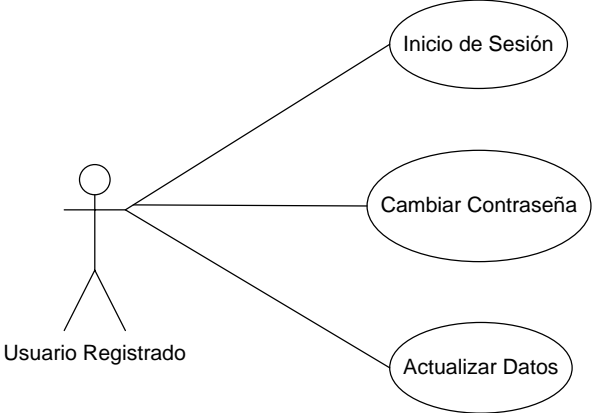 Inicio de Sesión
Cambiar Contraseña
Usuario Registrado
Actualizar Datos